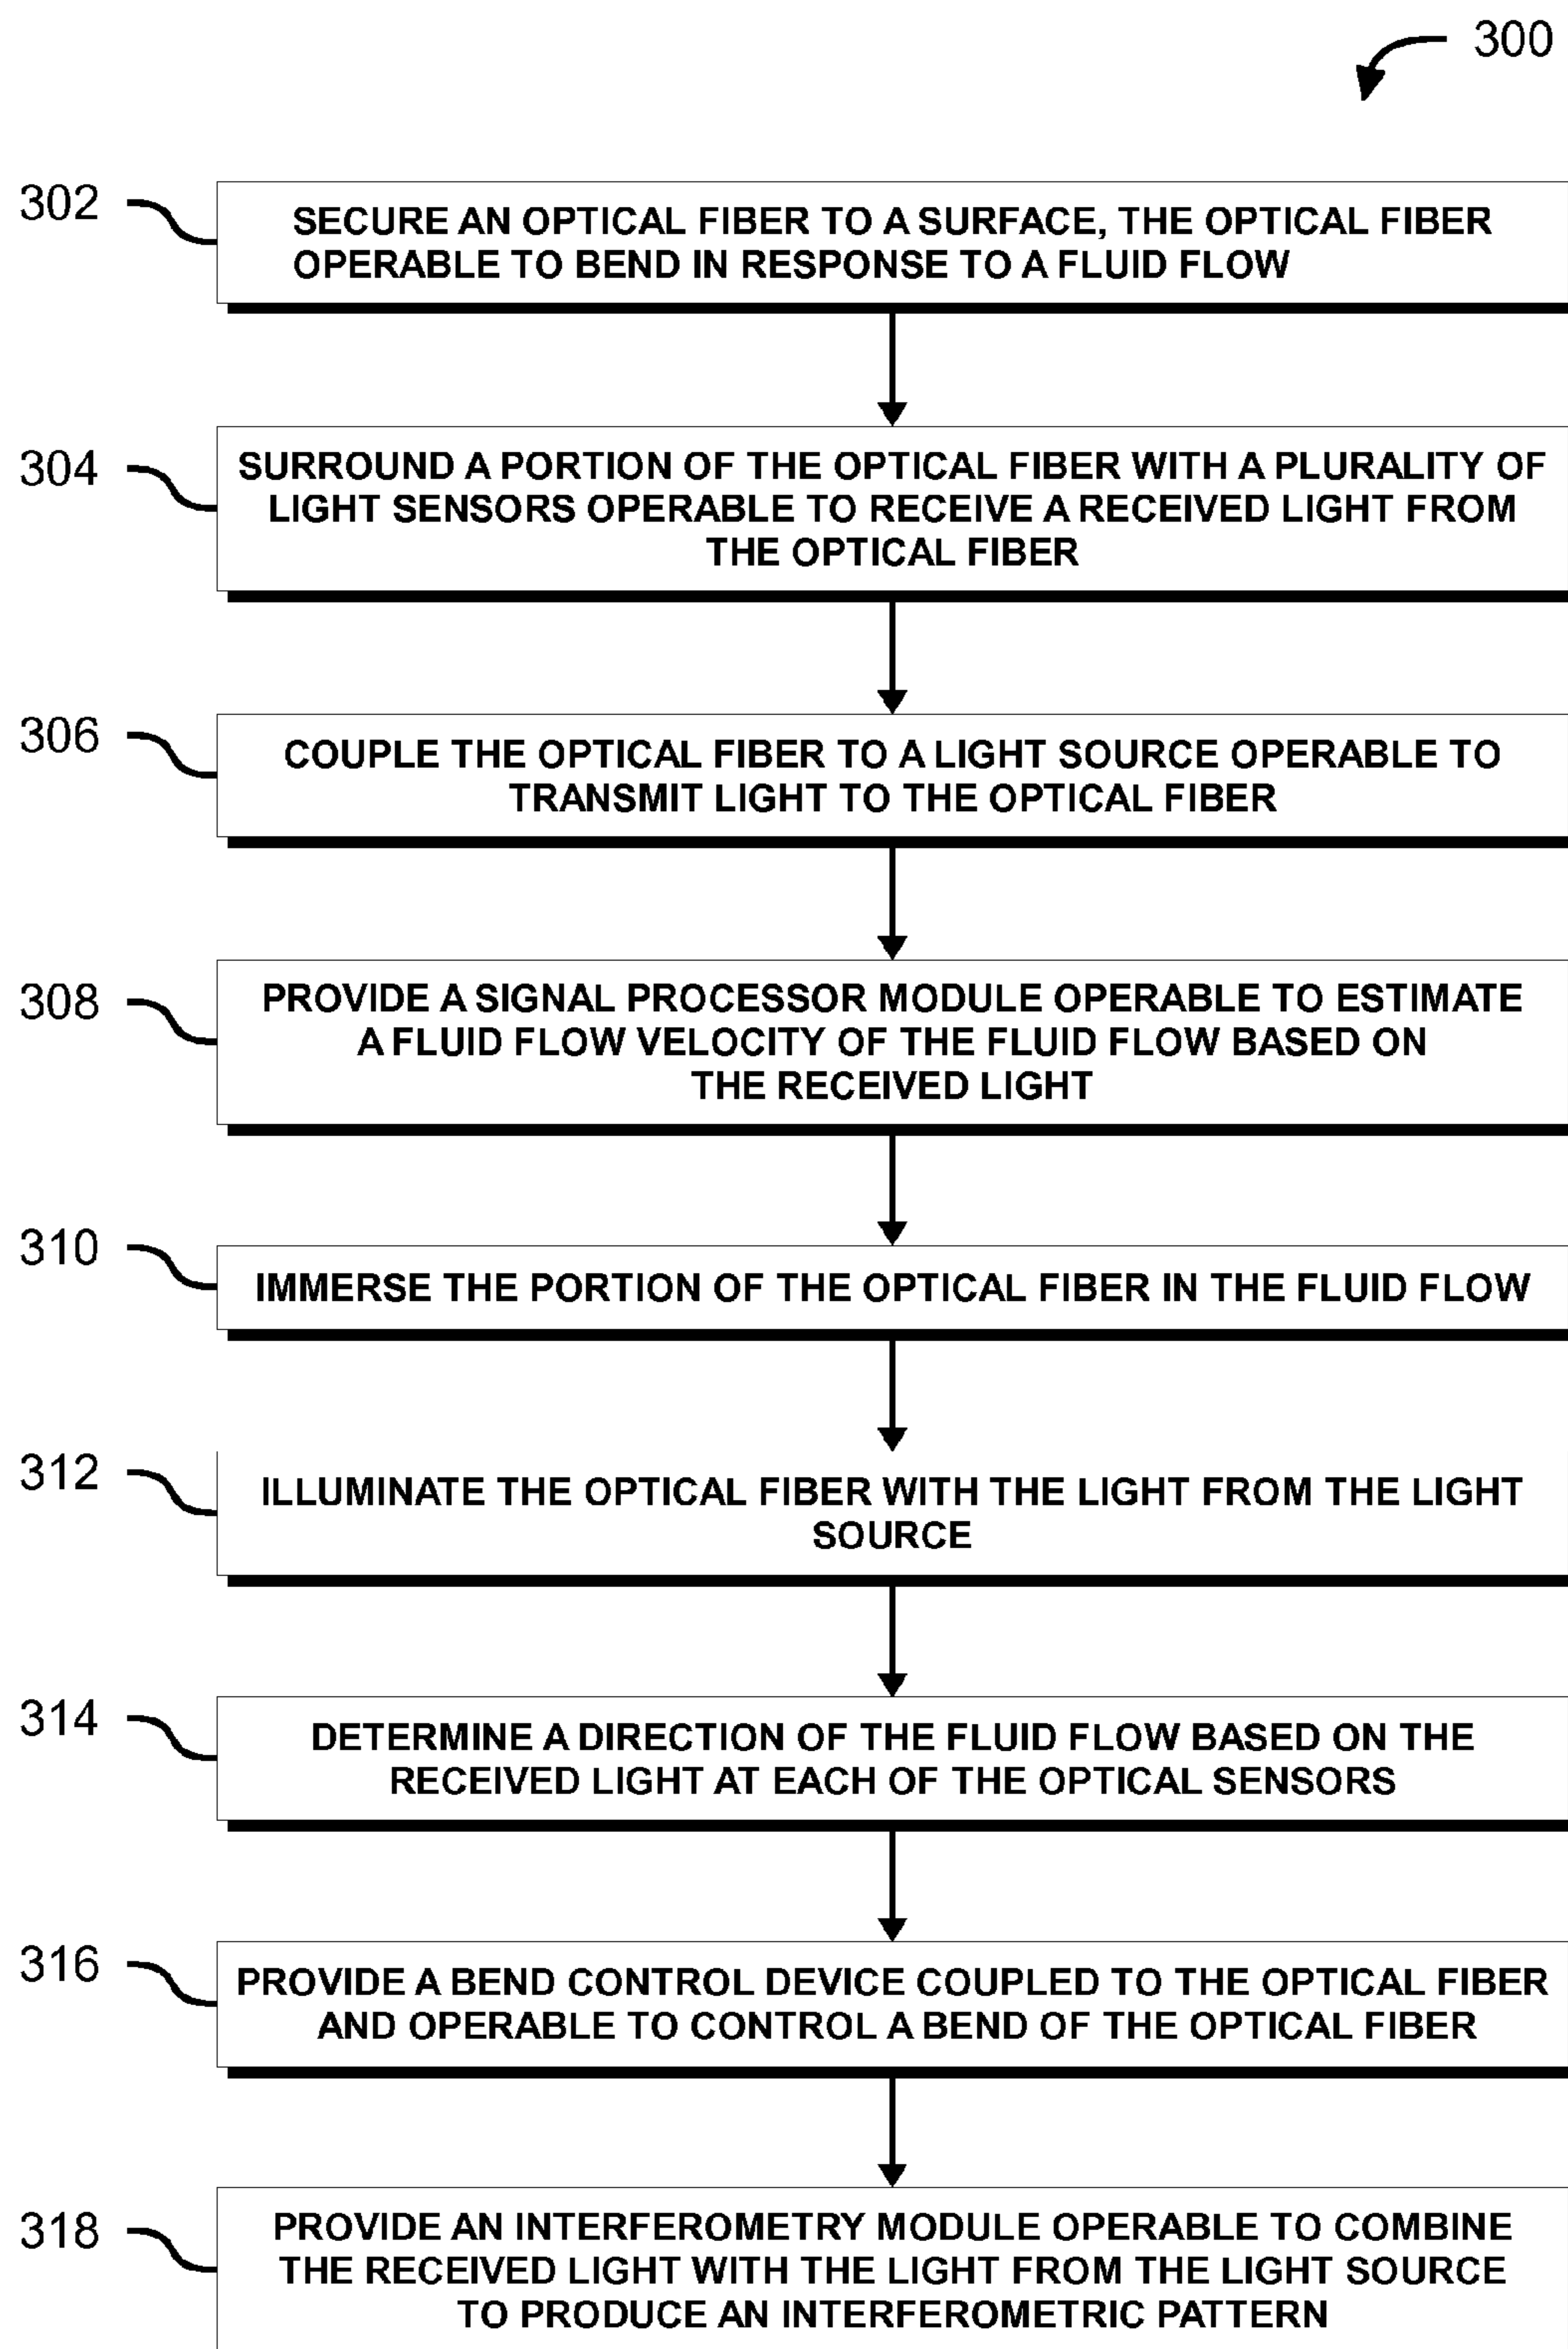 300
302
SECURE AN OPTICAL FIBER TO A SURFACE, THE OPTICAL FIBER
OPERABLE TO BEND IN RESPONSE TO A FLUID FLOW
304
SURROUND A PORTION OF THE OPTICAL FIBER WITH A PLURALITY OF
LIGHT SENSORS OPERABLE TO RECEIVE A RECEIVED LIGHT FROM
THE OPTICAL FIBER
306
COUPLE THE OPTICAL FIBER TO A LIGHT SOURCE OPERABLE TO
TRANSMIT LIGHT TO THE OPTICAL FIBER
308
PROVIDE A SIGNAL PROCESSOR MODULE OPERABLE TO ESTIMATE
A FLUID FLOW VELOCITY OF THE FLUID FLOW BASED ON
THE RECEIVED LIGHT
310
IMMERSE THE PORTION OF THE OPTICAL FIBER IN THE FLUID FLOW
312
ILLUMINATE THE OPTICAL FIBER WITH THE LIGHT FROM THE LIGHT
SOURCE
314
DETERMINE A DIRECTION OF THE FLUID FLOW BASED ON THE
RECEIVED LIGHT AT EACH OF THE OPTICAL SENSORS
316
PROVIDE A BEND CONTROL DEVICE COUPLED TO THE OPTICAL FIBER
AND OPERABLE TO CONTROL A BEND OF THE OPTICAL FIBER
318
PROVIDE AN INTERFEROMETRY MODULE OPERABLE TO COMBINE
THE RECEIVED LIGHT WITH THE LIGHT FROM THE LIGHT SOURCE
TO PRODUCE AN INTERFEROMETRIC PATTERN